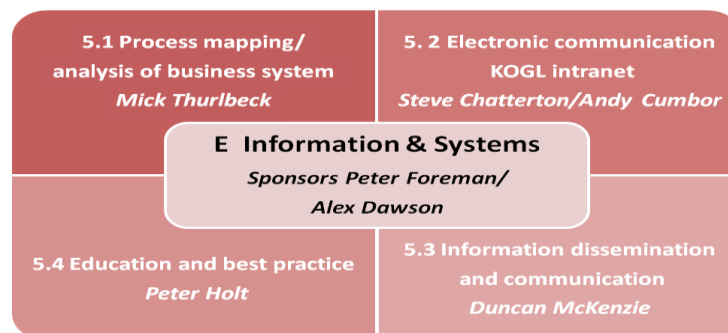 5.1 Process mapping/
analysis of business system
Mick Thurlbeck
5. 2 Electronic communication
KOGL intranet
Steve Chatterton/Andy Cumbor
E Information & Systems
Sponsors Peter Foreman/
Alex Dawson
5.4 Education and best practice
Peter Holt
5.3 Information dissemination
and communication
Duncan McKenzie